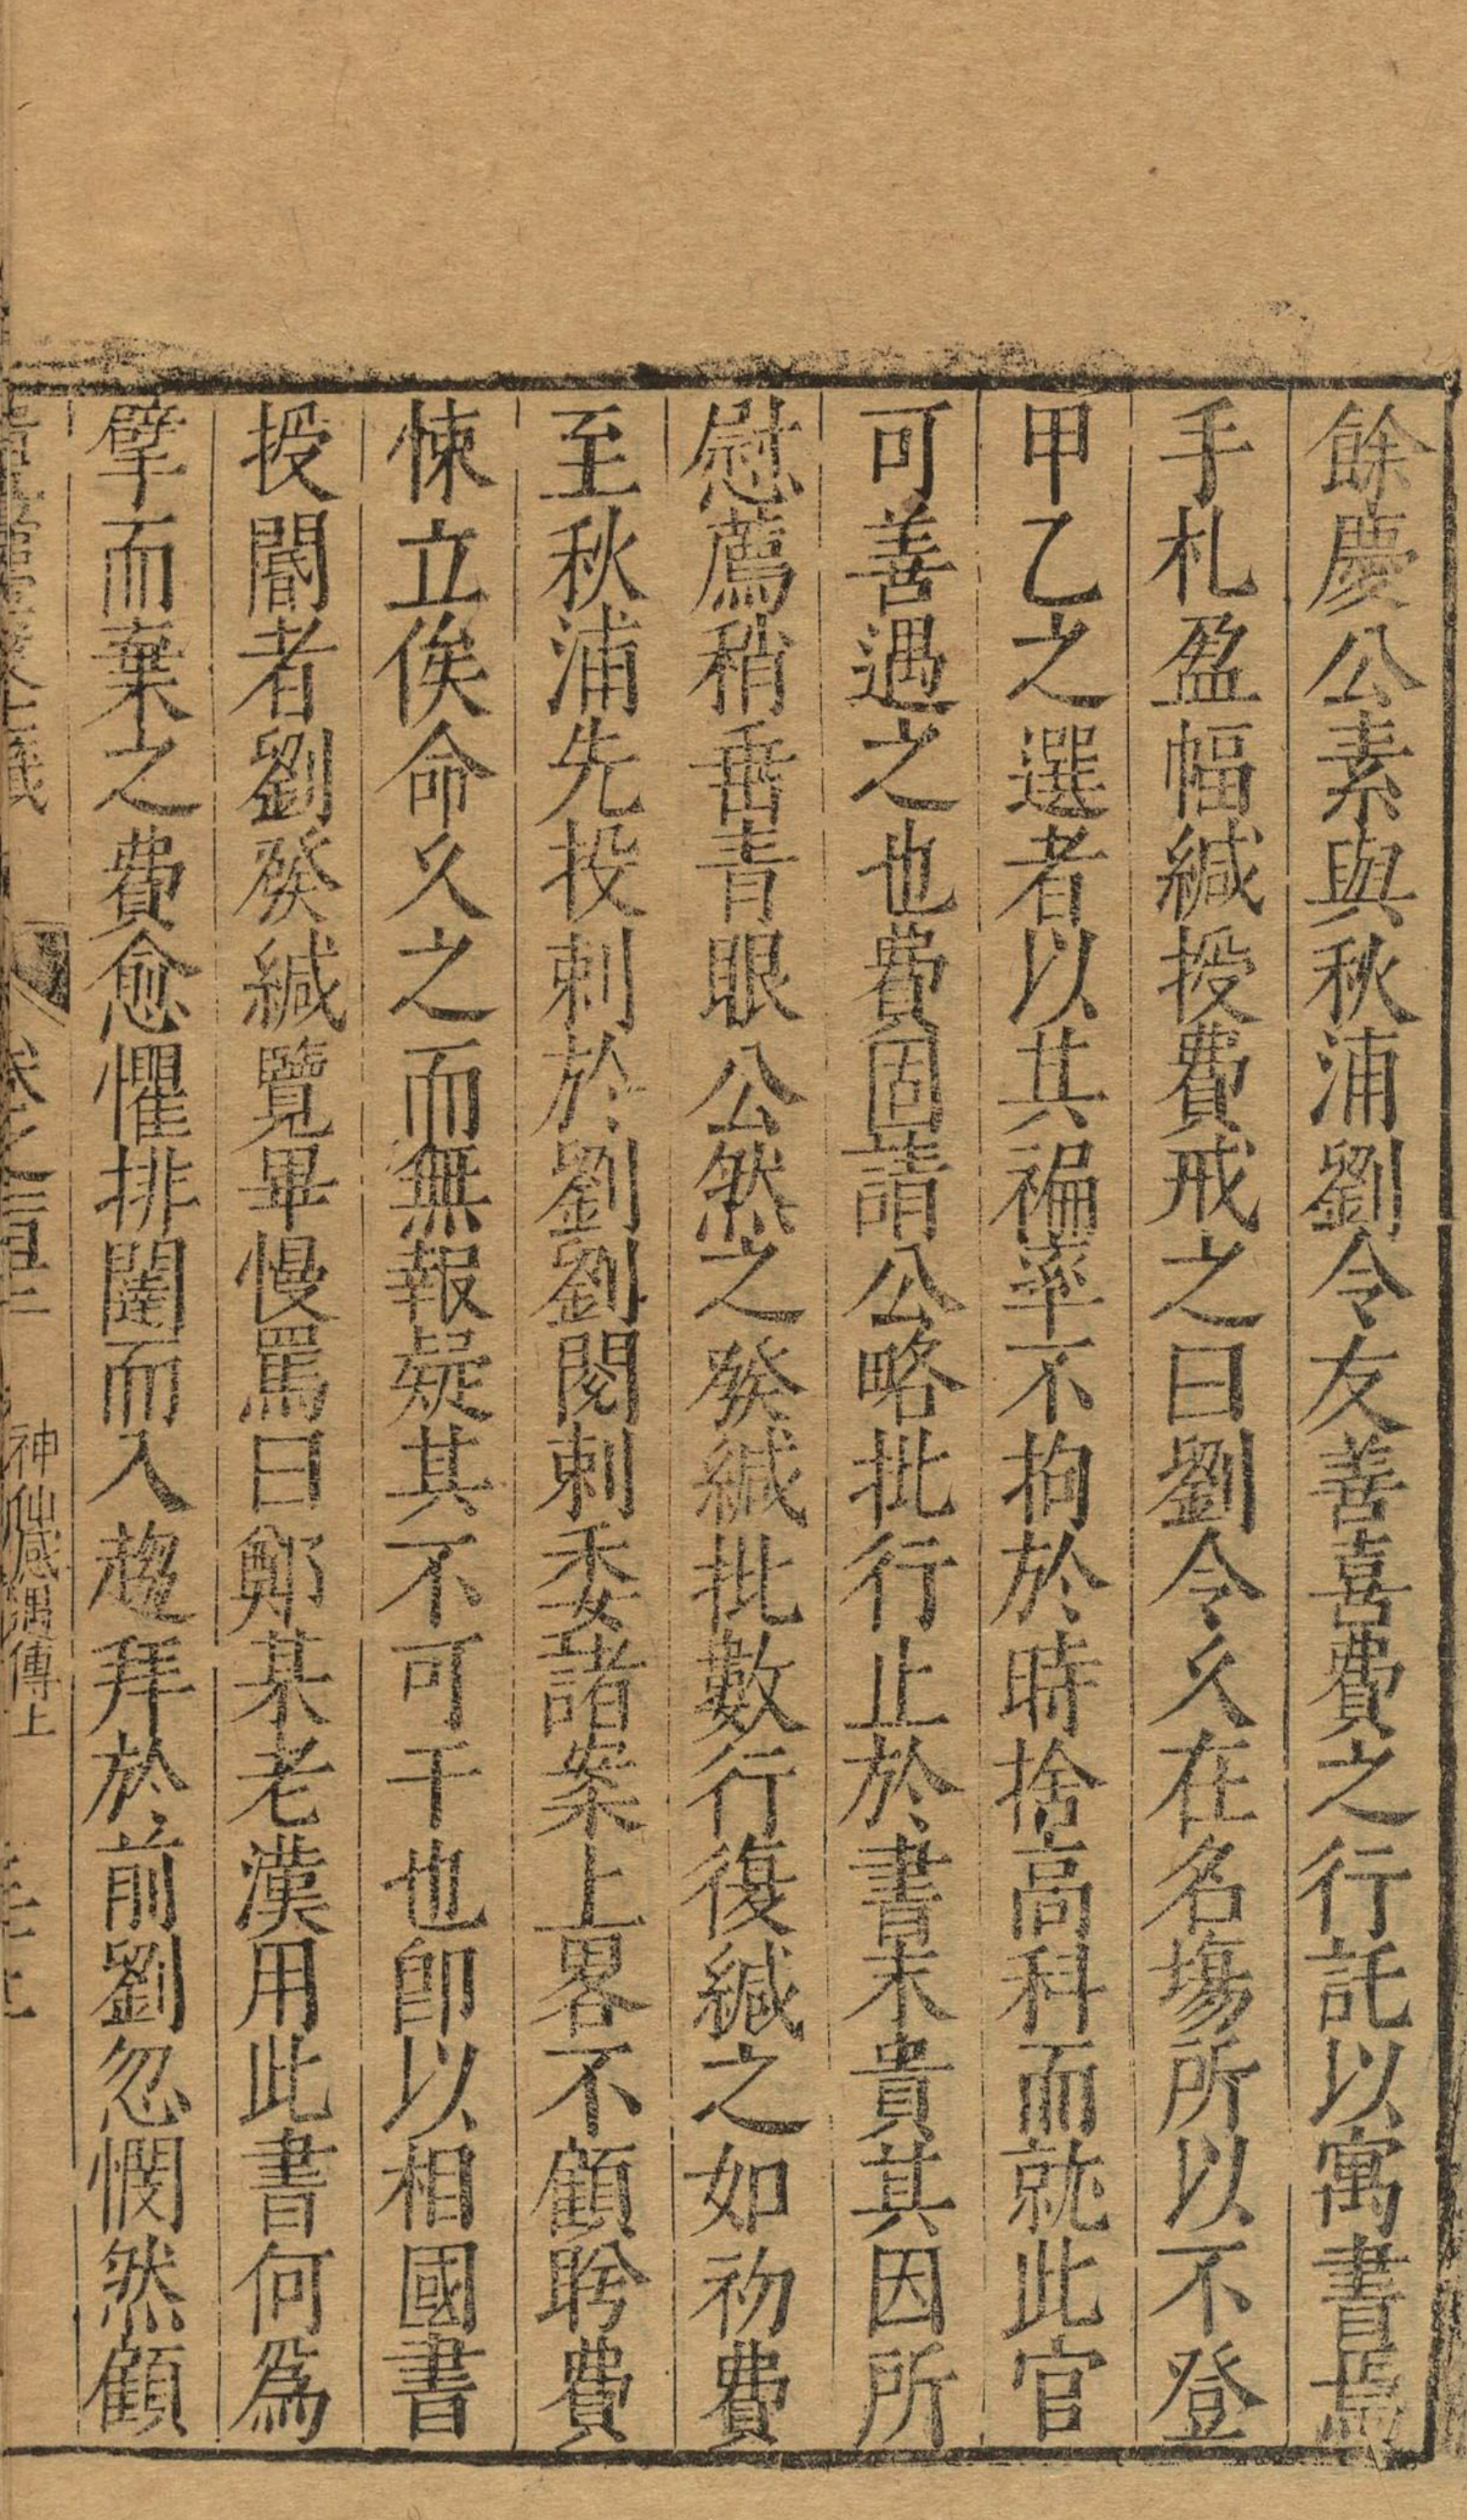 餘慶公素與秋浦劉令友善喜費之行託以寓書焉
手札盈幅緘授費戒之曰劉令久在名塲所以不登
甲乙之選者以其褊率不拘於時捨高科而就此官
可善遇之也費固請公略批行止於書末貴其因所
慰薦稍垂青眼公然之發緘批數行復緘之如初費
至秋浦先投刺於劉劉閱刺委諸案上畧不顧眄費
悚立俟命久之而無報疑其不可干也卽以相國書
授閽者劉發緘覽畢慢罵曰鄭某老漢用此書何爲
擘而棄之費愈懼排闥而入趨拜於前劉忽憫然顧
卷之一百十二 神仙感遇傳上